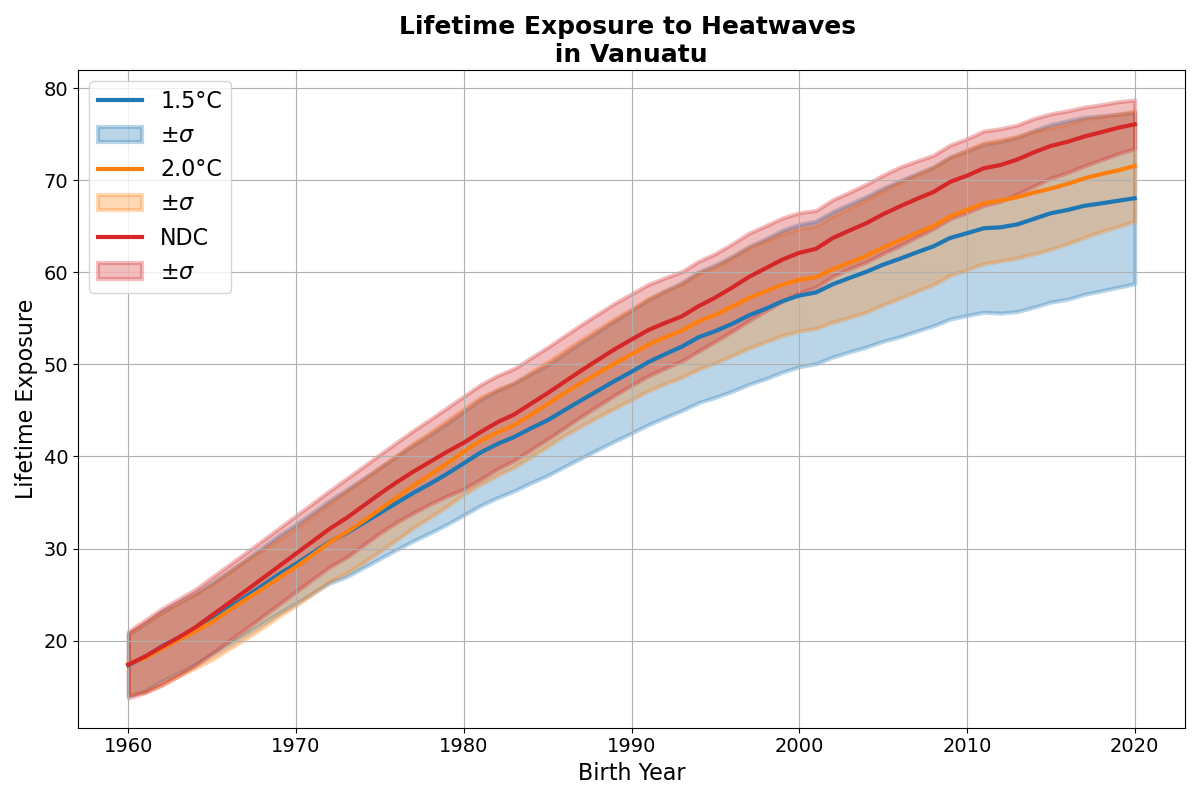 Lifetime Exposure to Heatwaves
in Vanuatu
1.5°C
±σ
2.0°C
±σ
NDC
±σ
Lifetime Exposure
80
70
60
50
40
30
20
1960 1970 1980 1990 2000 2010 2020
Birth Year